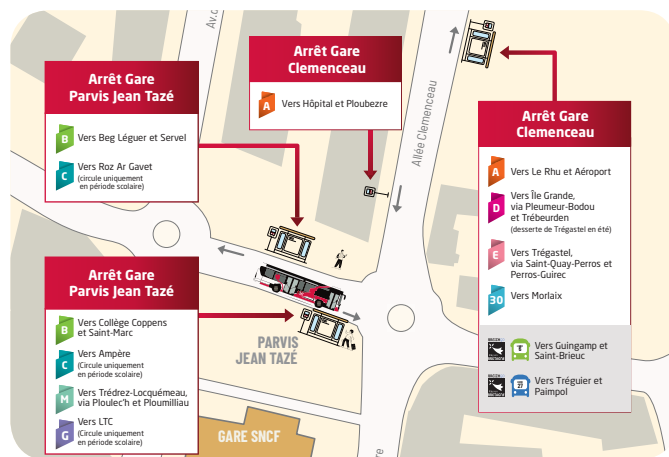 Av.d
Arrêt Gare
Parvis Jean Tazé
B Vers Beg Léguer et Servel
C Vers Roz Ar Gavet
(circule uniquement
en période scolaire)
Arrêt Gare
Clemenceau
A Vers Hôpital et Ploubezre
Allée Clemenceau
Arrêt Gare
Clemenceau
A Vers Le Rhu et Aéroport
D Vers Île Grande,
via Pleumeur-Bodou
et Trébeurden
(desserte de Trégastel en été)
E Vers Trégastel,
via Saint-Quay-Perros et
Perros-Guirec
30 Vers Morlaix
Vers Guingamp et
Saint-Brieuc
27 Vers Tréguier et
Paimpol
Arrêt Gare
Parvis Jean Tazé
B Vers Collège Coppens
et Saint-Marc
C Vers Ampère
(Circule uniquement
en période scolaire)
M Vers Trédrez-Locquémeau,
via Ploulec'h et Ploumilliau
G Vers LTC
(Circule uniquement
en période scolaire)
PARVIS
JEAN TAZÉ
GARE SNCF